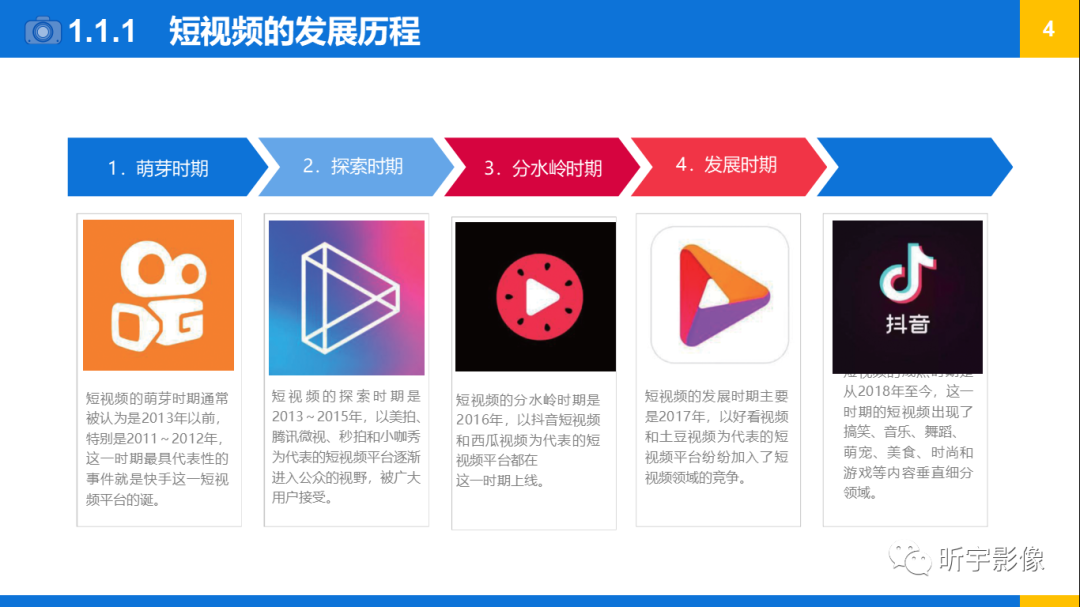 1.1.1 短视频的发展历程
4
1. 萌芽时期
2. 探索时期
3. 分水岭时期
4. 发展时期
抖音
短视频的萌芽时期通常
被认为是2013年以前，
特别是2011～2012年，
这一时期最具代表性的
事件就是快手这一短视
频平台的诞。
短视频的探索时期是
2013～2015年，以美拍、
腾讯微视、秒拍和小咖秀
为代表的短视频平台逐渐
进入公众的视野，被广大
用户接受。
短视频的分水岭时期是
2016年，以抖音短视频
和西瓜视频为代表的短
视频平台都在
这一时期上线。
短视频的发展时期主要
是2017年，以好看视频
和土豆视频为代表的短
视频平台纷纷加入了短
视频领域的竞争。
短视频的成熟时期是
从2018年至今，这一
时期的短视频出现了
搞笑、音乐、舞蹈、
萌宠、美食、时尚和
游戏等内容垂直细分
领域。
昕宇影像